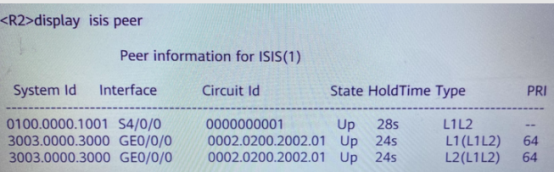 <R2>display isis peer
Peer information for ISIS(1)
System Id Interface Circuit Id State HoldTime Type PRI
--------------------------------------------------------------------------------
0100.0000.1001 S4/0/0 0000000001 Up 28s L1L2 --
3003.0000.3000 GE0/0/0 0002.0200.2002.01 Up 24s L1(L1L2) 64
3003.0000.3000 GE0/0/0 0002.0200.2002.01 Up 24s L2(L1L2) 64